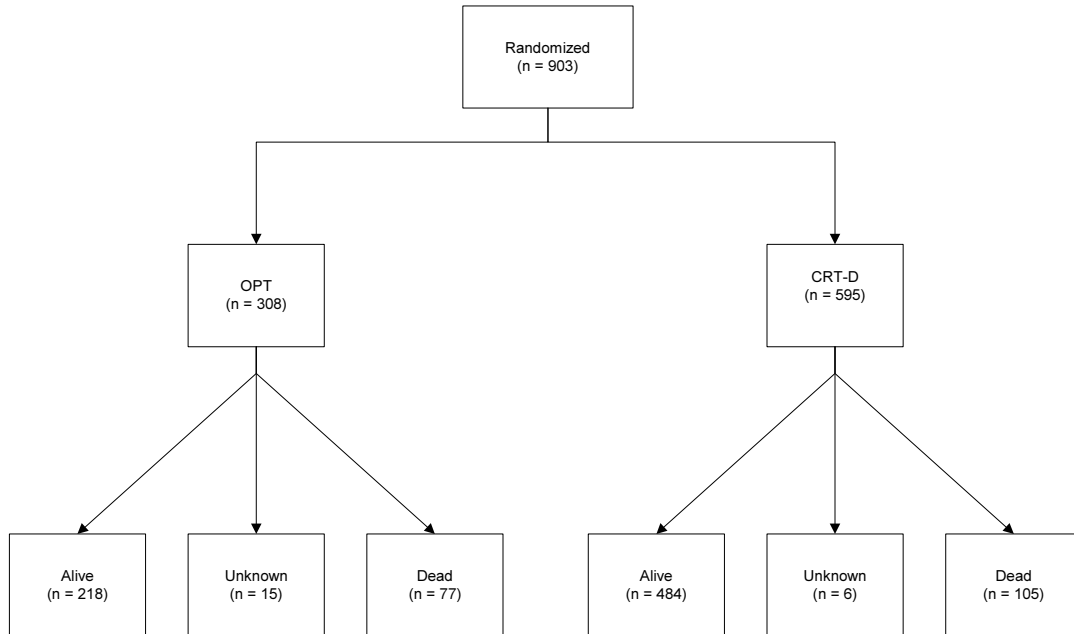 Randomized
(n = 903)
OPT
(n = 308)
CRT-D
(n = 595)
Alive
(n = 218)
Unknown
(n = 15)
Dead
(n = 77)
Alive
(n = 484)
Unknown
(n = 6)
Dead
(n = 105)